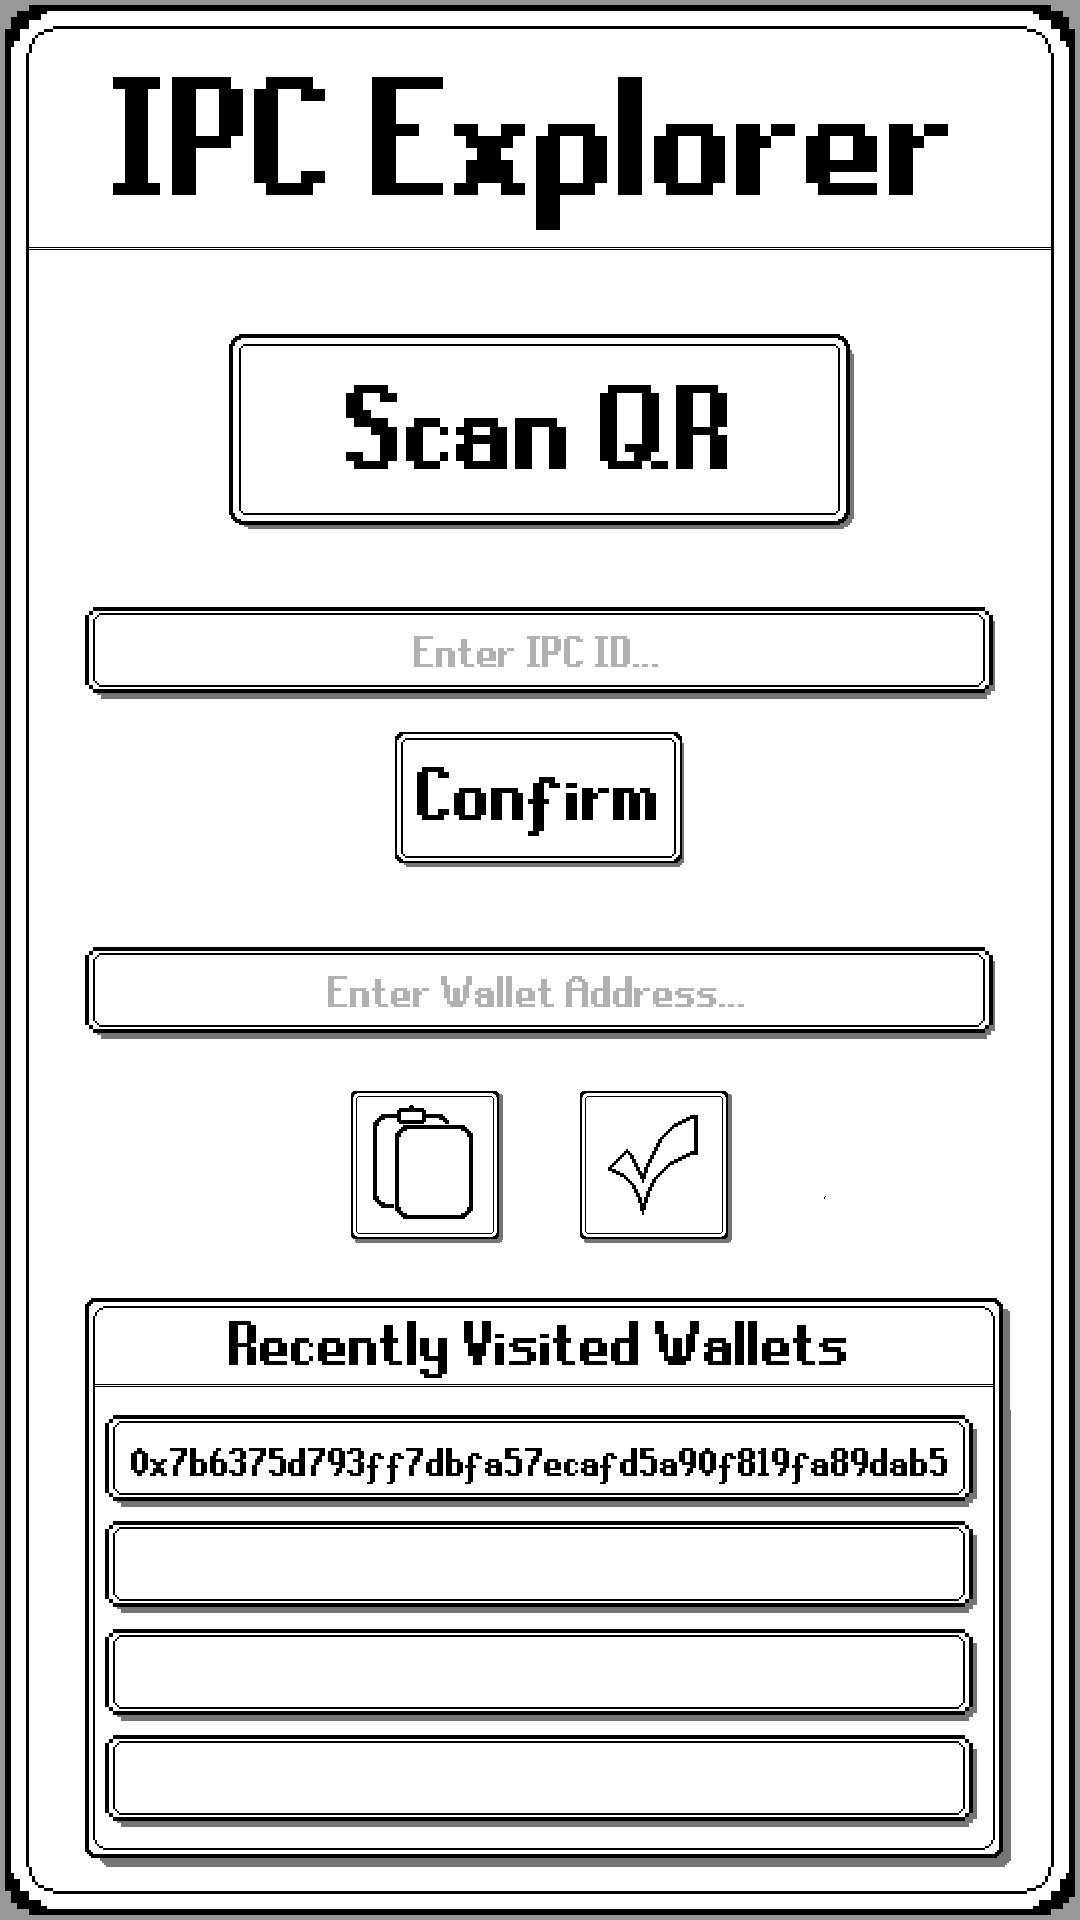 IPC Explorer
Scan QR
Enter IPC ID...
Confirm
Enter Wallet Address...
Recently Visited Wallets
0x7b6375d793ff7dbfa57ecafd5a90f819fa89dab5